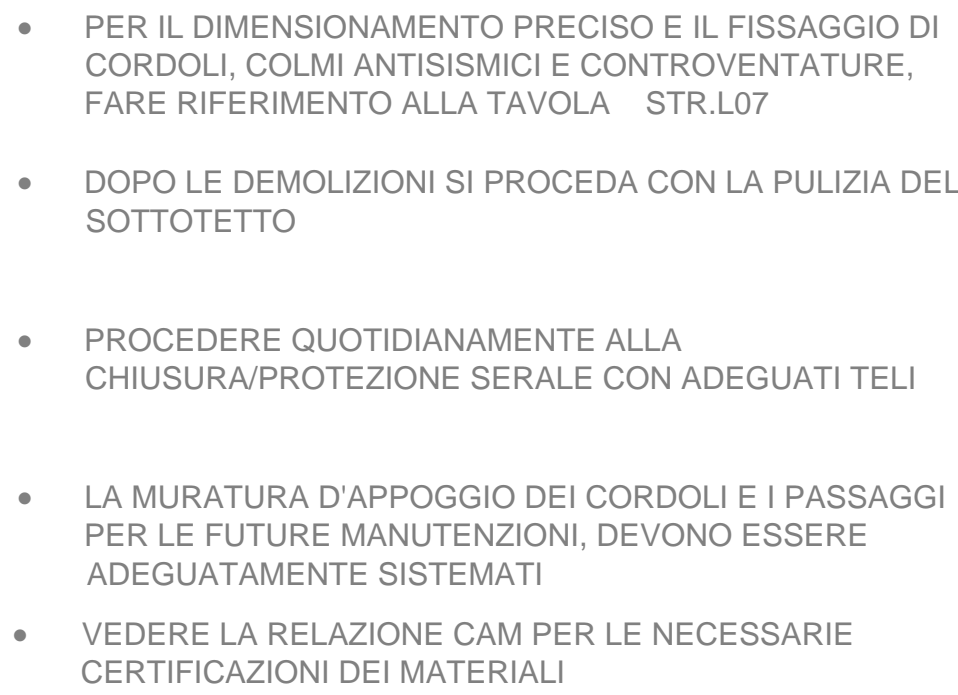 • PER IL DIMENSIONAMENTO PRECISO E IL FISSAGGIO DI
CORDOLI, COLMI ANTISISMICI E CONTROVENTATURE,
FARE RIFERIMENTO ALLA TAVOLA STR.L07
• DOPO LE DEMOLIZIONI SI PROCEDA CON LA PULIZIA DEL
SOTTOTETTO
• PROCEDERE QUOTIDIANAMENTE ALLA
CHIUSURA/PROTEZIONE SERALE CON ADEGUATI TELI
• LA MURATURA D'APPOGGIO DEI CORDOLI E I PASSAGGI
PER LE FUTURE MANUTENZIONI, DEVONO ESSERE
ADEGUATAMENTE SISTEMATI
• VEDERE LA RELAZIONE CAM PER LE NECESSARIE
CERTIFICAZIONI DEI MATERIALI